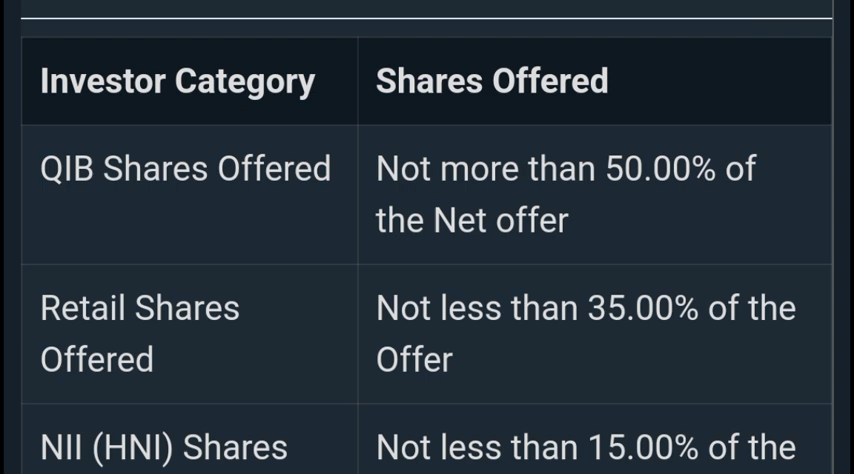 Investor Category
Shares Offered
QIB Shares Offered
Not more than 50.00% of
the Net offer
Retail Shares
Offered
Not less than 35.00% of the
Offer
NII (HNI) Shares
Not less than 15.00% of the